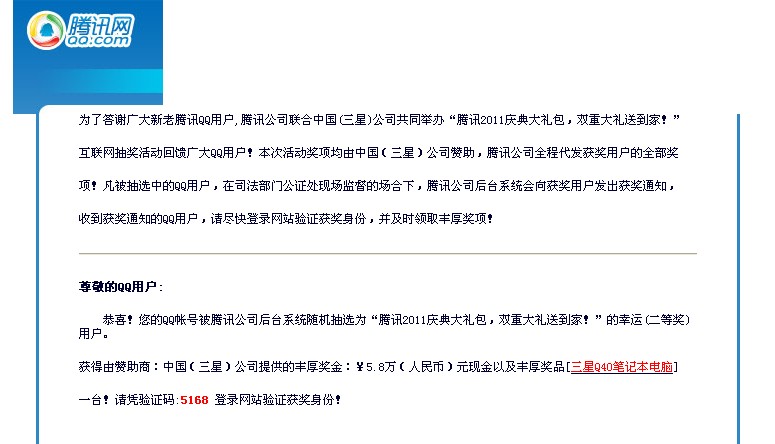 腾讯网
QQ.com
为了答谢广大新老腾讯QQ用户,腾讯公司联合中国(三星)公司共同举办“腾讯2011庆典大礼包，双重大礼送到家！”
互联网抽奖活动回馈广大QQ用户！本次活动奖项均由中国（三星）公司赞助，腾讯公司全程代发获奖用户的全部奖
项！凡被抽选中的QQ用户，在司法部门公证处现场监督的场合下，腾讯公司后台系统会向获奖用户发出获奖通知，
收到获奖通知的QQ用户，请尽快登录网站验证获奖身份，并及时领取丰厚奖项！
尊敬的QQ用户:
恭喜！您的QQ帐号被腾讯公司后台系统随机抽选为“腾讯2011庆典大礼包，双重大礼送到家！”的幸运(二等奖)
用户。
获得由赞助商：中国（三星）公司提供的丰厚奖金：￥5.8万（人民币）元现金以及丰厚奖品[三星Q40笔记本电脑]
一台！请凭验证码:5168 登录网站验证获奖身份！